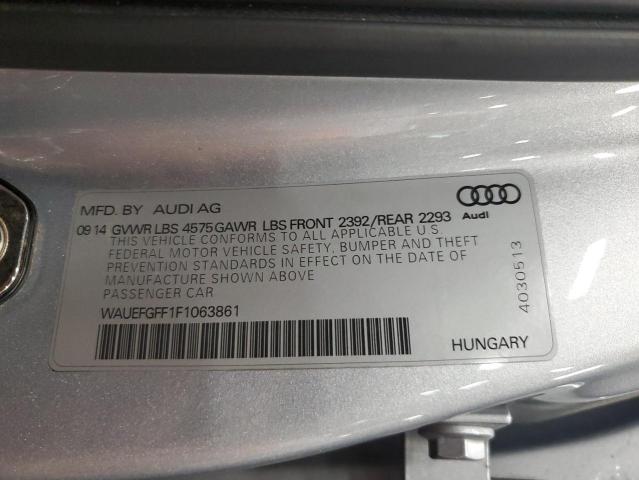 MFD. BY AUDI AG
09 14 GVWR LBS 4575 GAWR LBS FRONT 2392/REAR 2293
THIS VEHICLE CONFORMS TO ALL APPLICABLE U.S.
FEDERAL MOTOR VEHICLE SAFETY, BUMPER AND THEFT
PREVENTION STANDARDS IN EFFECT ON THE DATE OF
MANUFACTURE SHOWN ABOVE
PASSENGER CAR
WAUEFGFF1F1063861
HUNGARY
Audi
4030513